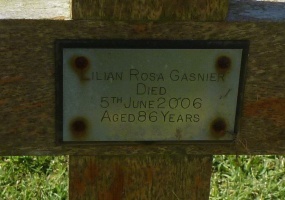 Lilian Rosa Gasnier
Died
5th June 2006
Aged 86 Years